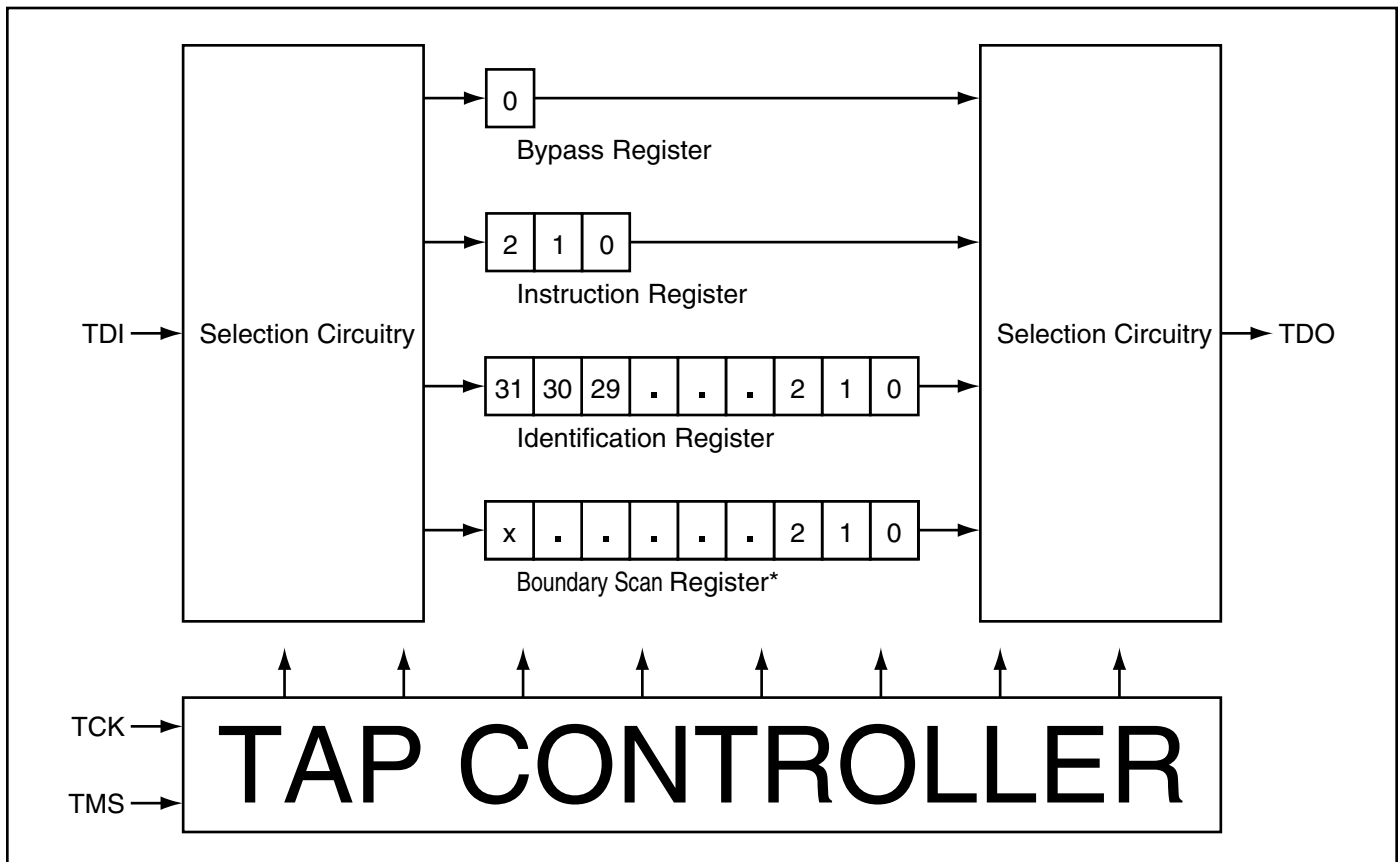 0
Bypass Register
2 1 0
Instruction Register
TDI
Selection Circuitry
Selection Circuitry
TDO
31 30 29 . . . 2 1 0
Identification Register
x . . . . . 2 1 0
Boundary Scan Register*
TCK
TMS
TAP CONTROLLER